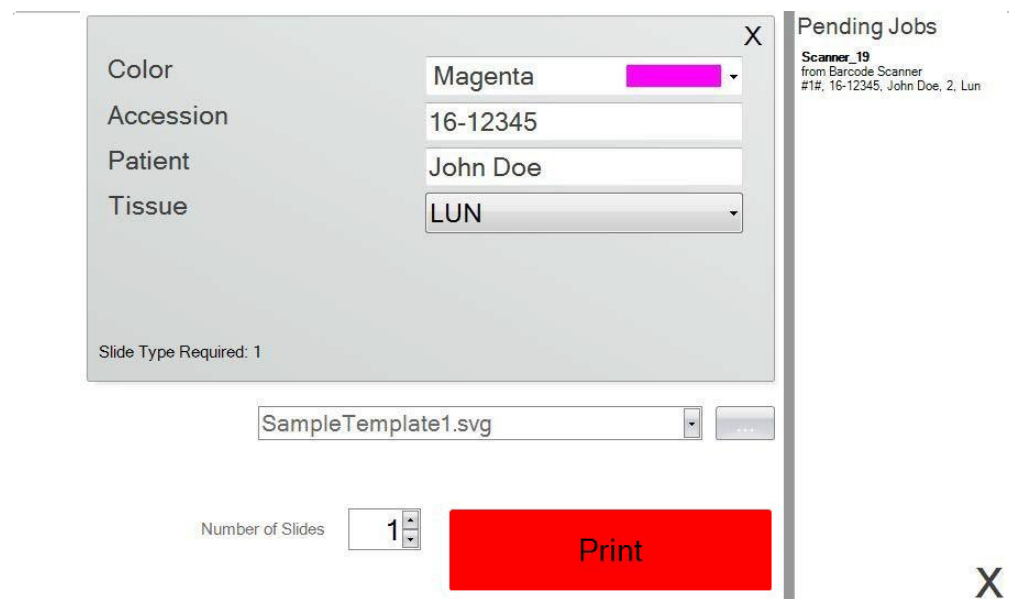 X
Color
Magenta
Accession
16-12345
Patient
John Doe
Tissue
LUN
Slide Type Required: 1
SampleTemplate1.svg
...
Number of Slides
1
Print
Pending Jobs
Scanner_19
from Barcode Scanner
#1#, 16-12345, John Doe, 2, Lun
X